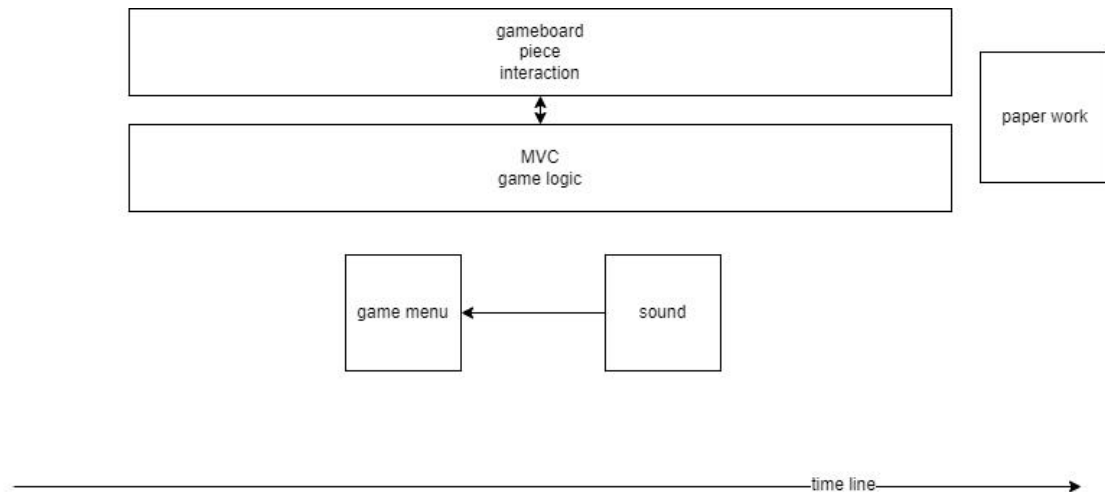 gameboard
piece
interaction
paper work
MVC
game logic
game menu
sound
time line